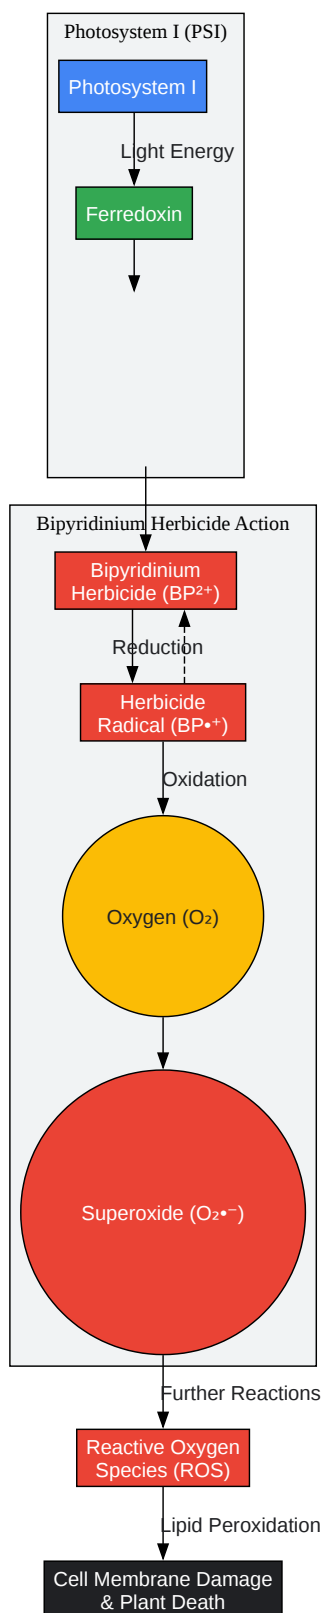 Photosystem I (PSI)
Photosystem I
Light Energy
Ferredoxin
Bipyridinium Herbicide Action
Bipyridinium
Herbicide (BP²⁺)
Reduction
Herbicide
Radical (BP•⁺)
Oxidation
Oxygen (O₂)
Superoxide (O₂•⁻)
Further Reactions
Reactive Oxygen
Species (ROS)
Lipid Peroxidation
Cell Membrane Damage
& Plant Death